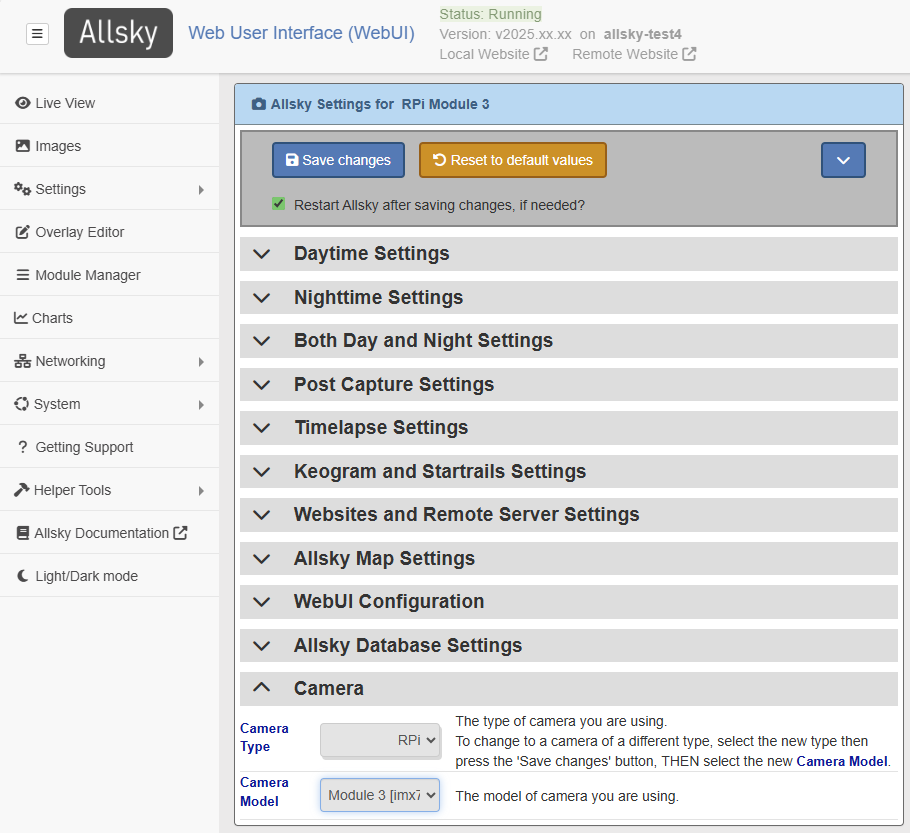 Allsky
Web User Interface (WebUI)
Status: Running
Version: v2025.xx.xx on allsky-test4
Local Website Remote Website
Live View
Images
Settings
Overlay Editor
Module Manager
Charts
Networking
System
? Getting Support
Helper Tools
Allsky Documentation
Light/Dark mode
Allsky Settings for RPi Module 3
Save changes Reset to default values
Restart Allsky after saving changes, if needed?
Daytime Settings
Nighttime Settings
Both Day and Night Settings
Post Capture Settings
Timelapse Settings
Keogram and Startrails Settings
Websites and Remote Server Settings
Allsky Map Settings
WebUI Configuration
Allsky Database Settings
Camera
Camera
Type
RPi
The type of camera you are using.
To change to a camera of a different type, select the new type then
press the 'Save changes' button, THEN select the new Camera Model.
Camera
Model
Module 3 [imx7
The model of camera you are using.